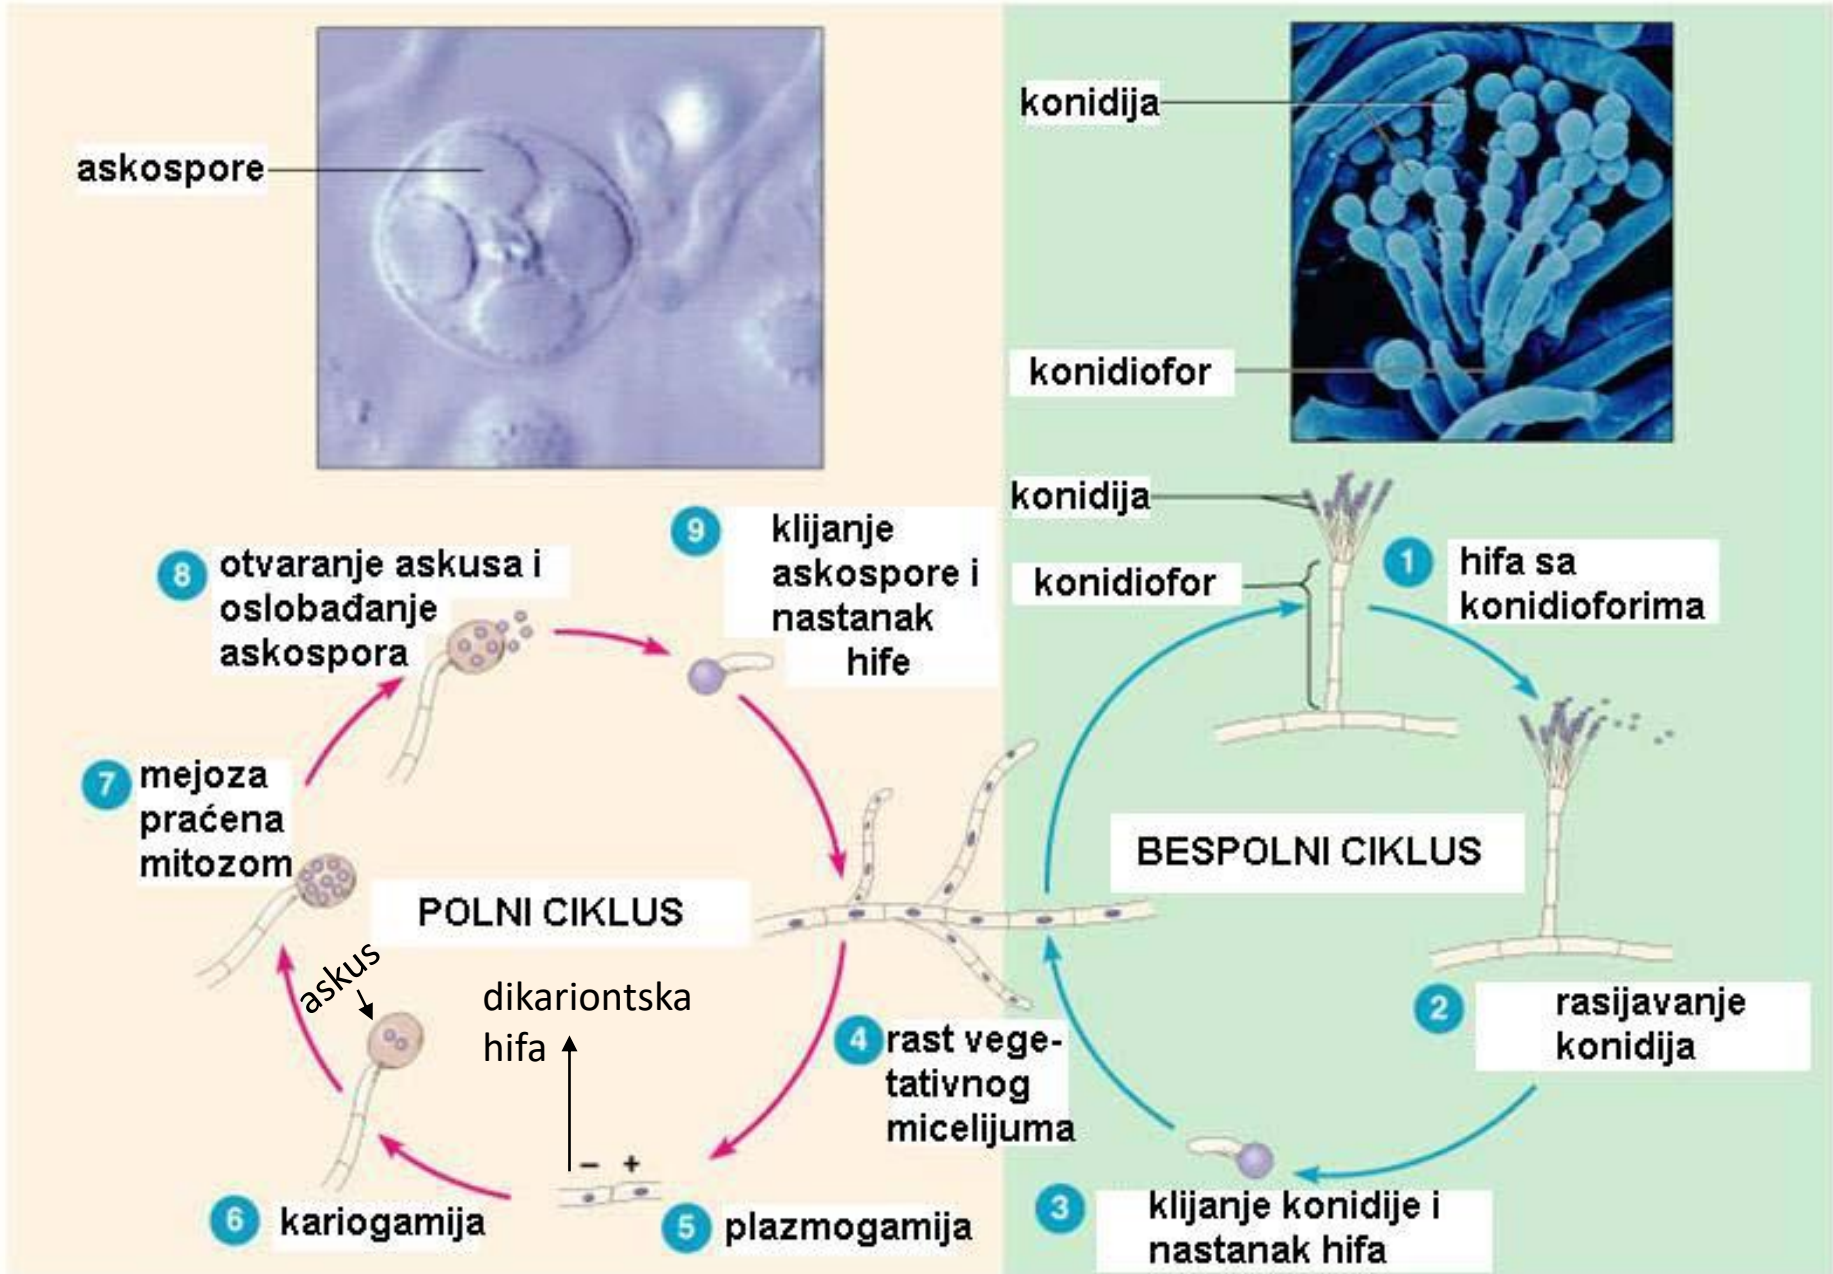 askospore
konidija
konidiofor
konidija
konidiofor
1 hifa sa
konidioforima
2 rasijavanje
konidija
BESPOLNI CIKLUS
3 klijanje konidije i
nastanak hifa
4 rast vege-
tativnog
micelijuma
5 plazmogamija
- +
dikariontska
hifa
6 kariogamija
askus
POLNI CIKLUS
7 mejoza
praćena
mitozom
8 otvaranje askusa i
oslobađanje
askospora
9 klijanje
askospore i
nastanak
hife